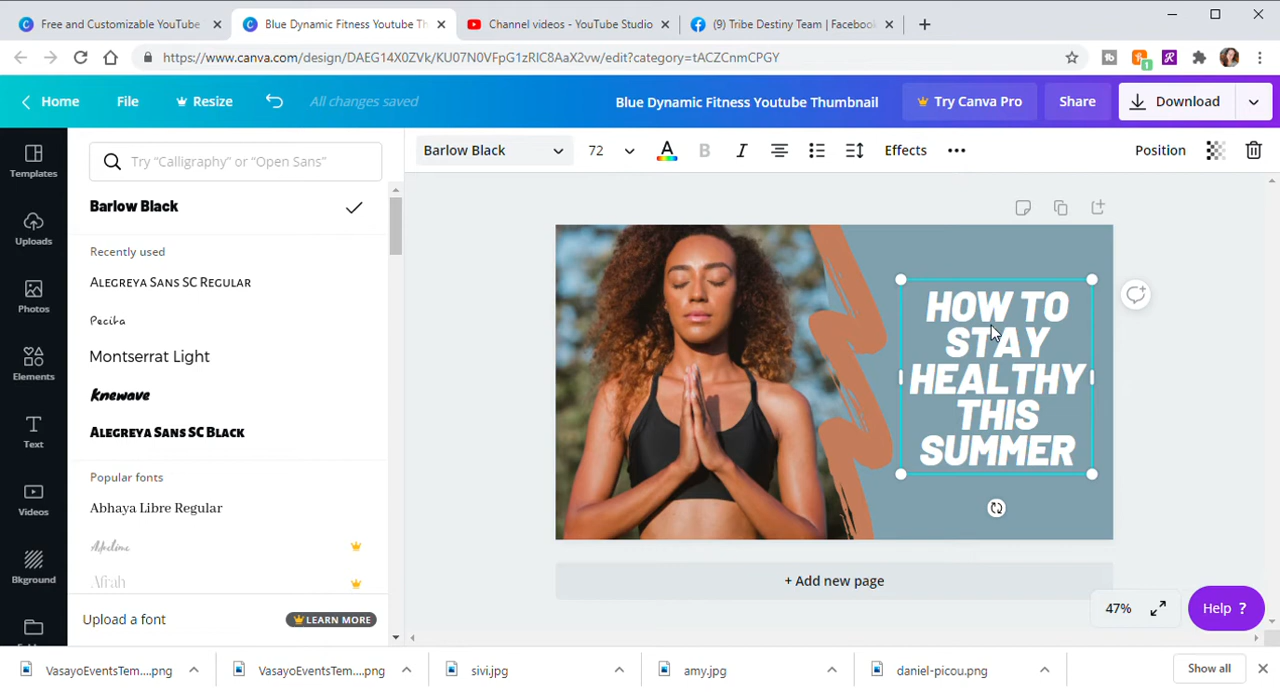 Free and Customizable YouTube
Blue Dynamic Fitness Youtube Th
Channel videos - YouTube Studio
(9) Tribe Destiny Team | Facebook
https://www.canva.com/design/DAEG14X0ZVk/KU07N0VFpG1zRIC8AaX2vw/edit?category=tACZCnmCPGY
Home
File
Resize
All changes saved
Blue Dynamic Fitness Youtube Thumbnail
Try Canva Pro
Share
Download
Templates
Uploads
Photos
Elements
Text
Videos
Bkground
Try “Calligraphy” or “Open Sans”
Barlow Black
Recently used
Alegreya Sans SC Regular
Pecita
Montserrat Light
Knewave
Alegreya Sans SC Black
Popular fonts
Abhaya Libre Regular
Adeline
Afrah
Upload a font
LEARN MORE
Barlow Black
72
A
B
I
Effects
Position
HOW TO
STAY
HEALTHY
THIS
SUMMER
+ Add new page
47%
Help ?
VasayoEventsTem....png
VasayoEventsTem....png
sivi.jpg
amy.jpg
daniel-picou.png
Show all